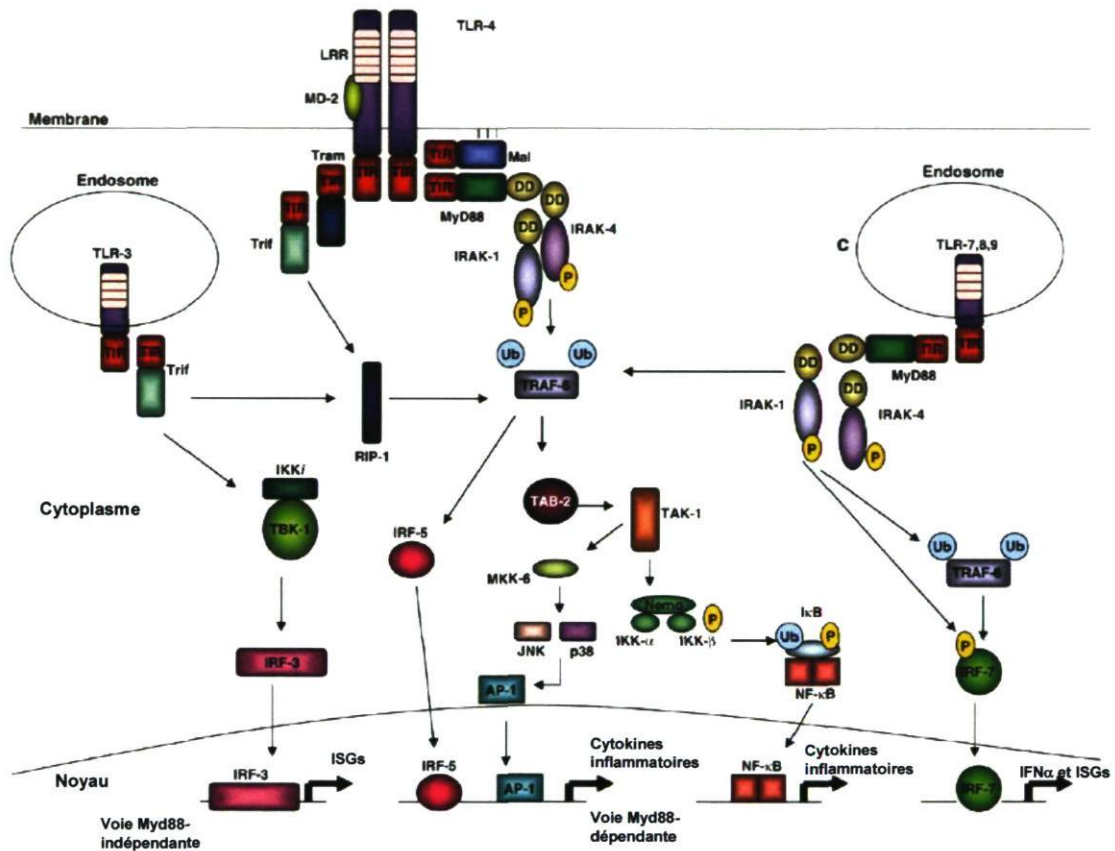 TLR-4
LRR
MD-2
Membrane
Tram
TIR
TIR
TIR
TIR
Mal
Endosome
TIR
TIR
DD
DD
MyD88
Endosome
Trif
DD
IRAK-4
IRAK-1
P
P
TLR-3
C
TLR-7,8,9
TIR
TIR
Trif
Ub
Ub
TRAF-6
DD
TIR
TIR
MyD88
DD
DD
IRAK-1
IRAK-4
P
P
RIP-1
IKKi
TBK-1
Cytoplasme
TAB-2
TAK-1
IRF-5
MKK-6
Ub
Ub
TRAF-6
Nemo
P
IKK-α
IKK-β
IκB
Ub
P
NF-κB
JNK
p38
P
IRF-7
IRF-3
AP-1
Noyau
IRF-3
ISGs
IRF-5
AP-1
Cytokines
inflammatoires
NF-κB
Cytokines
inflammatoires
IRF-7
IFNα et ISGs
Voie Myd88-
indépendante
Voie Myd88-
dépendante